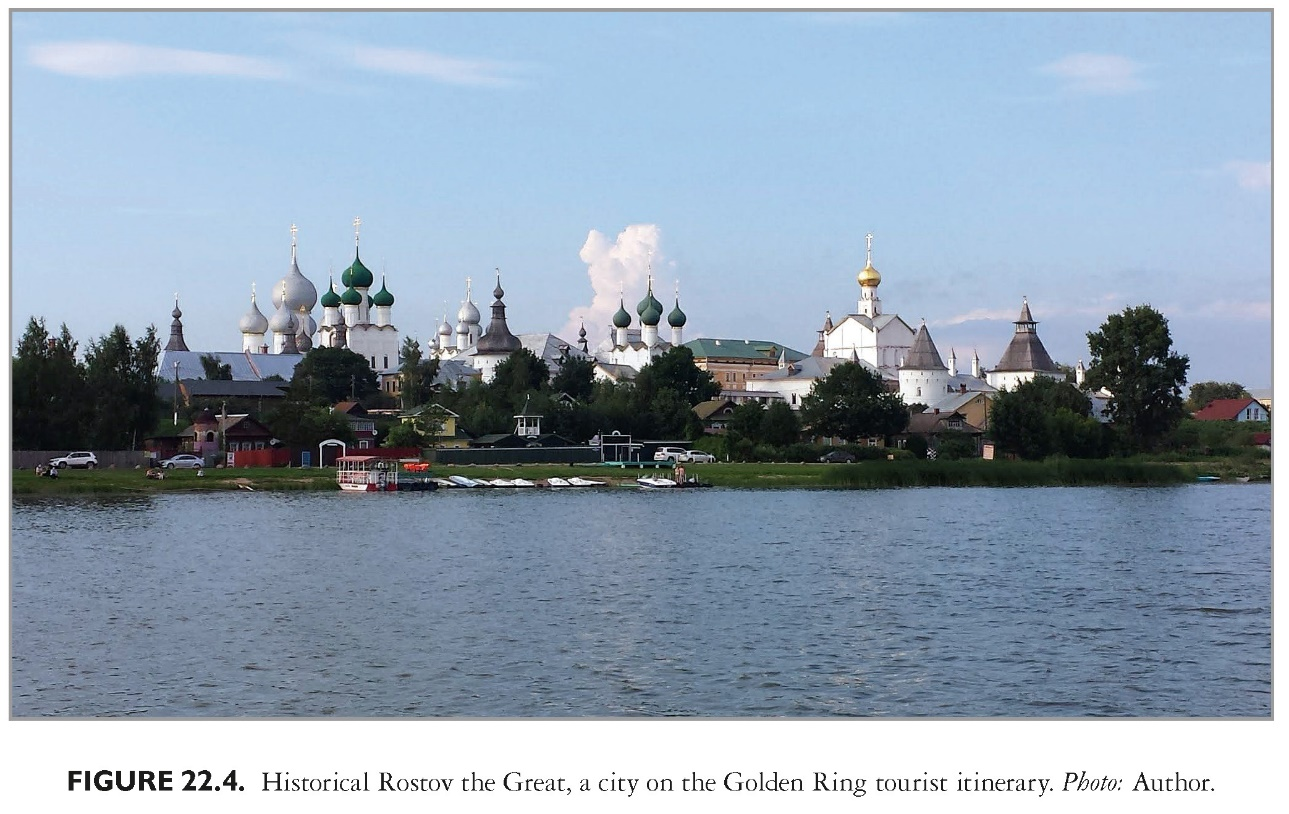 FIGURE 22.4. Historical Rostov the Great, a city on the Golden Ring tourist itinerary. Photo: Author.